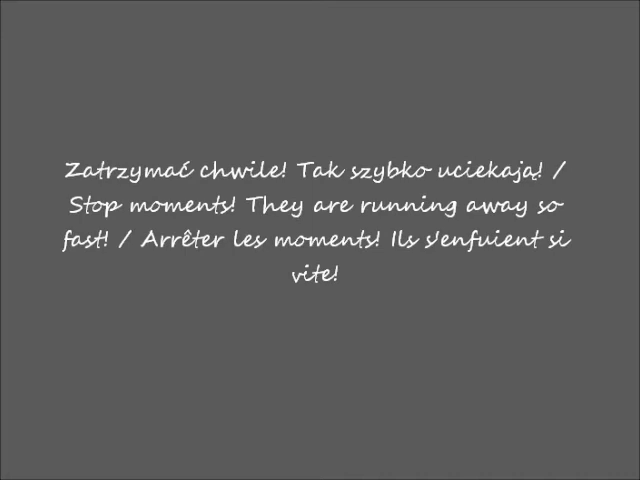 Zatrzymać chwile! Tak szybko uciekają! /
Stop moments! They are running away so
fast! / Arrêter les moments! Ils s'enfuient si
vite!